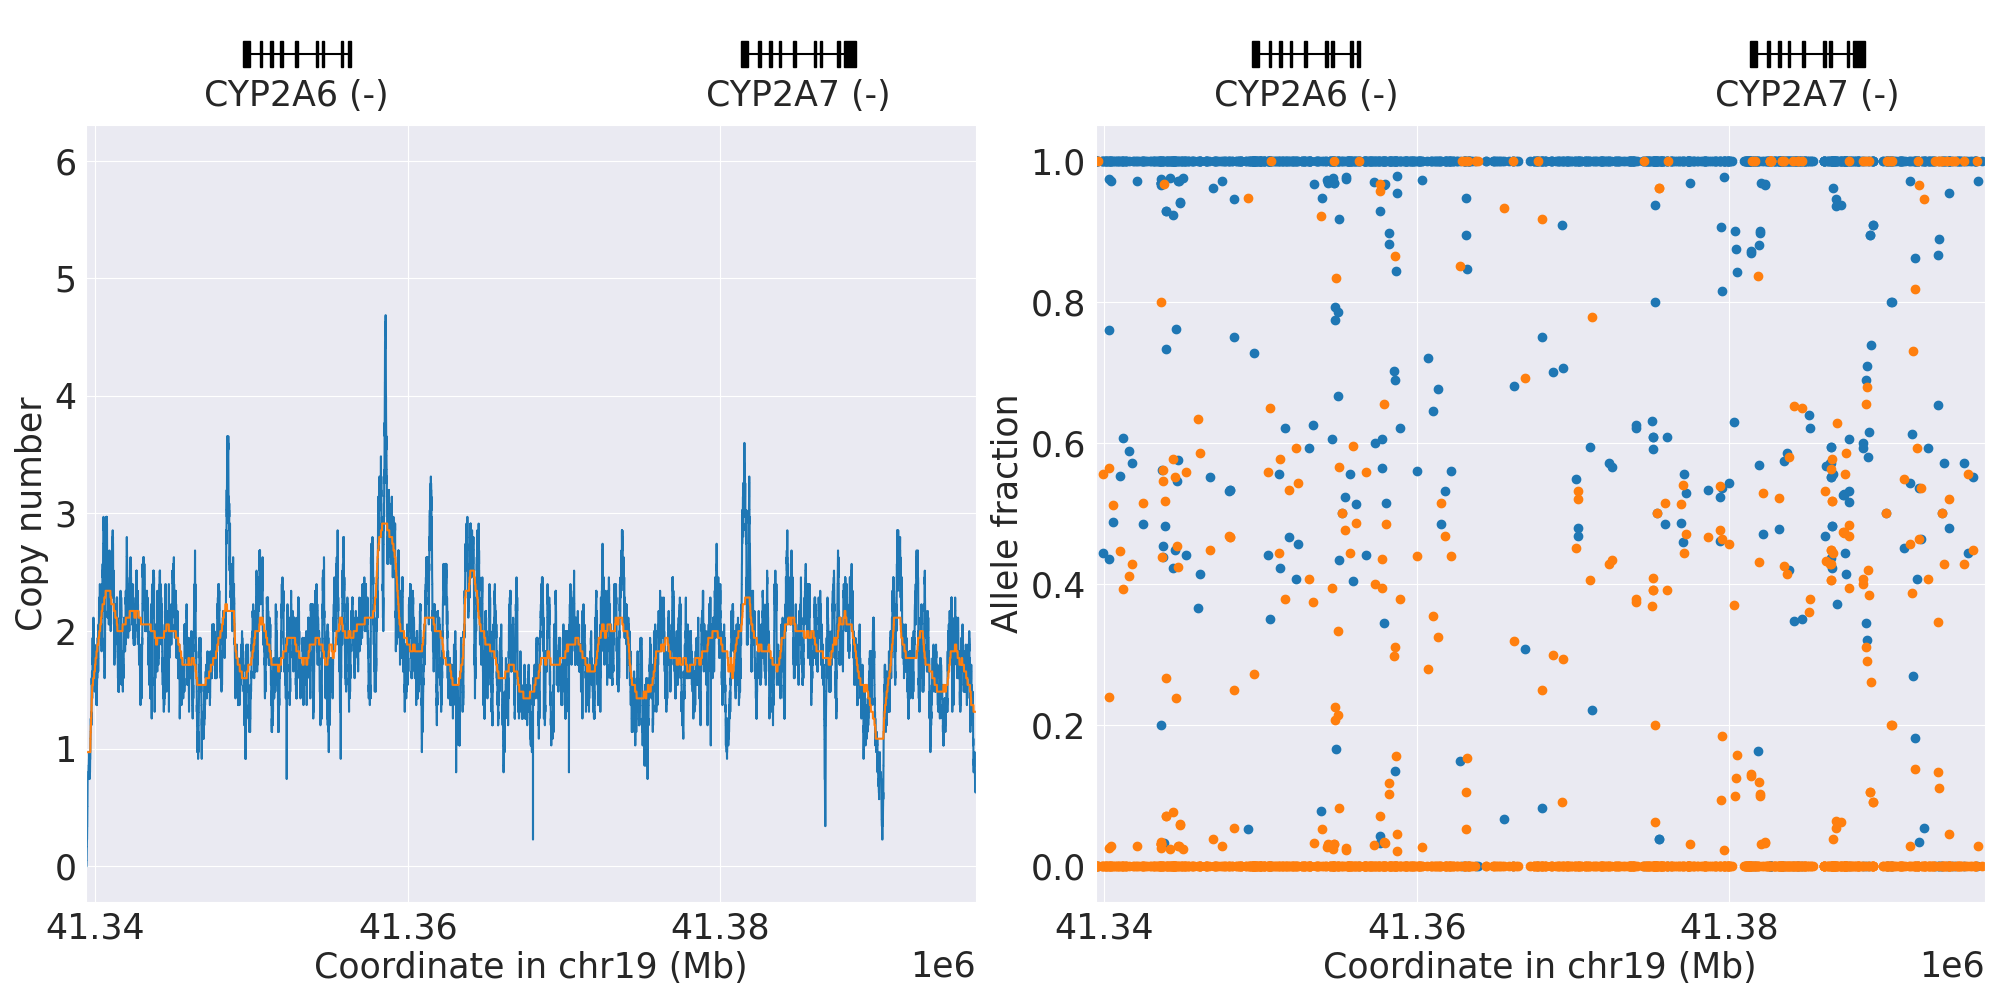 CYP2A6 (-) CYP2A7 (-)
6
5
4
3
2
1
0
Copy number
41.34 41.36 41.38
Coordinate in chr19 (Mb) 1e6
CYP2A6 (-) CYP2A7 (-)
1.0
0.8
0.6
0.4
0.2
0.0
Allele fraction
41.34 41.36 41.38
Coordinate in chr19 (Mb) 1e6